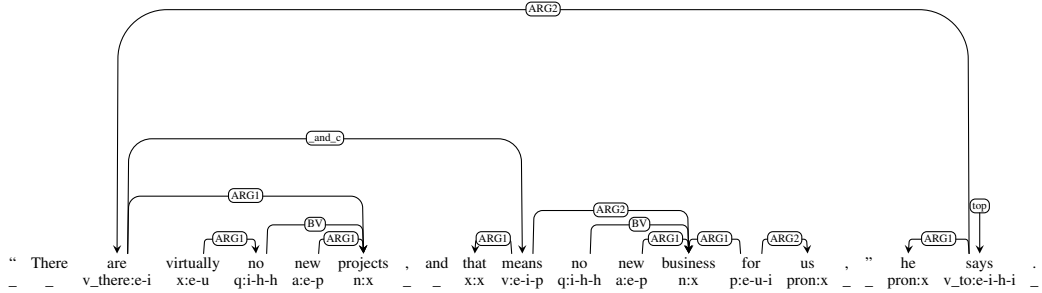 ARG2
_and_c
ARG1
ARG2
top
BV
BV
ARG1 ARG1 ARG1 ARG1 ARG1 ARG2 ARG1
“ There are virtually no new projects , and that means no new business for us , ” he says .
_ _ v_there:e-i x:e-u q:i-h-h a:e-p n:x _ _ x:x v:e-i-p q:i-h-h a:e-p n:x p:e-u-i pron:x _ _ pron:x v_to:e-i-h-i _